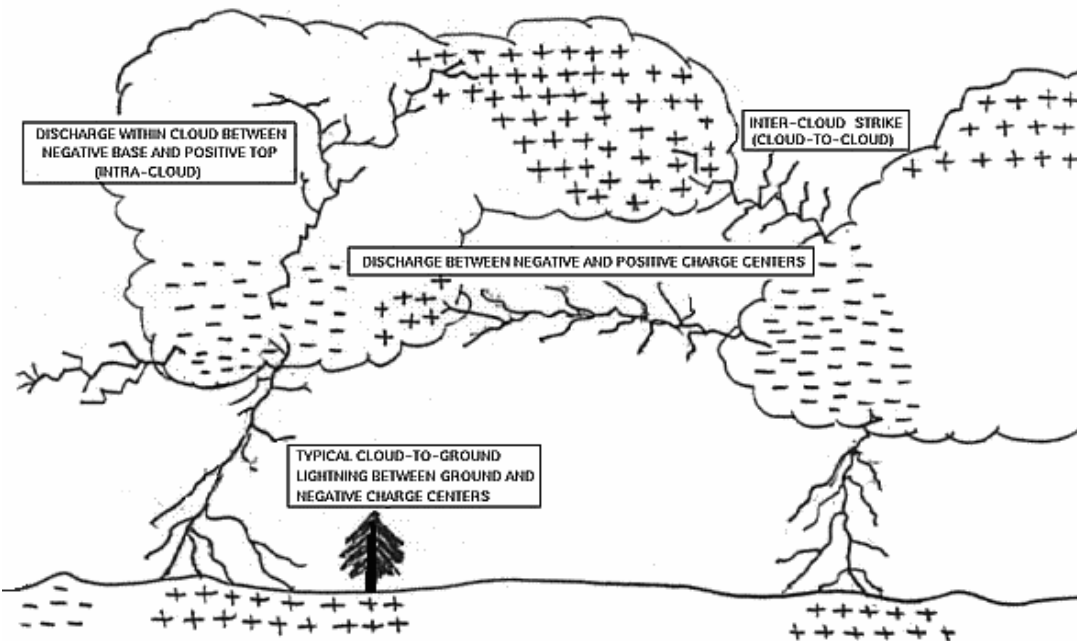 DISCHARGE WITHIN CLOUD BETWEEN
NEGATIVE BASE AND POSITIVE TOP
(INTRA-CLOUD)
INTER-CLOUD STRIKE
(CLOUD-TO-CLOUD)
DISCHARGE BETWEEN NEGATIVE AND POSITIVE CHARGE CENTERS
TYPICAL CLOUD-TO-GROUND
LIGHTNING BETWEEN GROUND AND
NEGATIVE CHARGE CENTERS